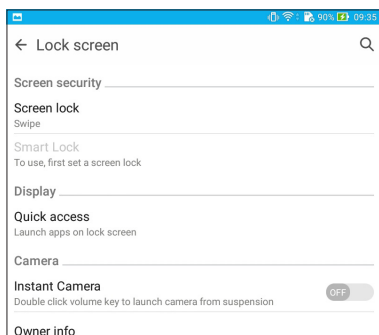 90% 09:35
Lock screen
Screen security
Screen lock
Swipe
Smart Lock
To use, first set a screen lock
Display
Quick access
Launch apps on lock screen
Camera
Instant Camera
OFF
Double click volume key to launch camera from suspension
Owner info